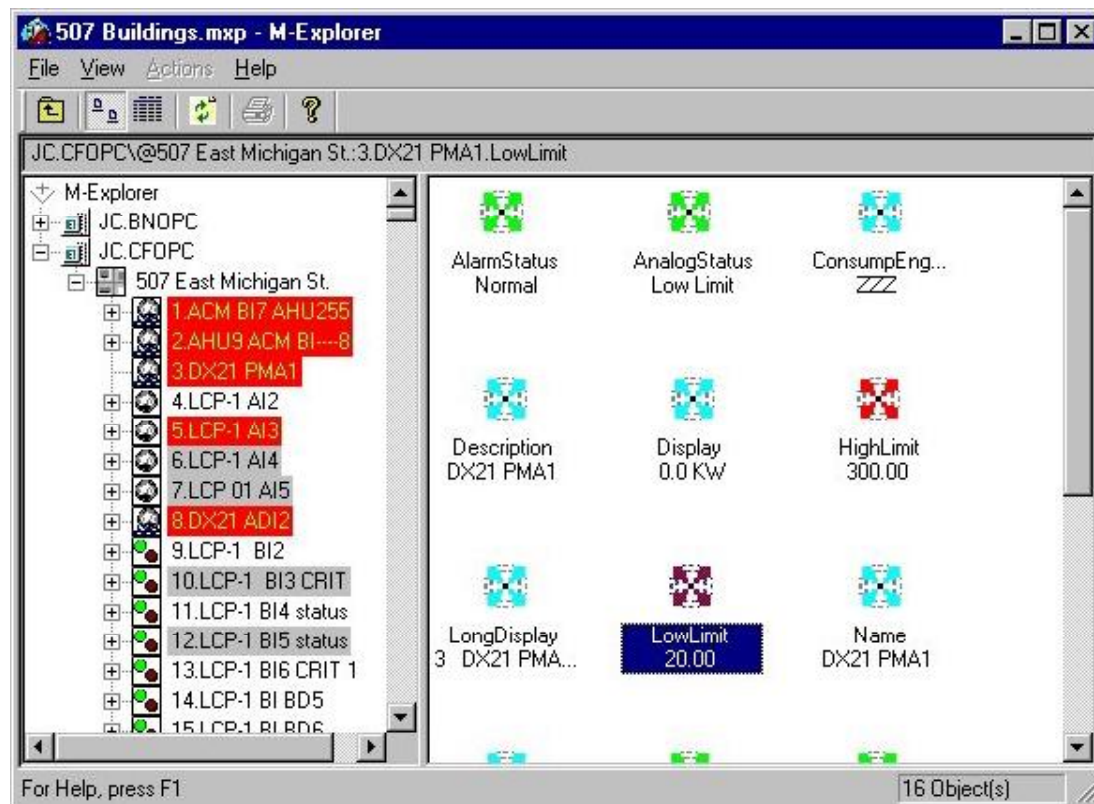 507 Buildings.mxp - M-Explorer
File View Actions Help
JC.CFOPC\@507 East Michigan St.:3.DX21 PMA1.LowLimit
M-Explorer
JC.BNOPC
JC.CFOPC
507 East Michigan St.
1.ACM BI7 AHU255
2.AHU9 ACM BI----8
3.DX21 PMA1
4.LCP-1 AI2
5.LCP-1 AI3
6.LCP-1 AI4
7.LCP 01 AI5
8.DX21 ADI2
9.LCP-1 BI2
10.LCP-1 BI3 CRIT
11.LCP-1 BI4 status
12.LCP-1 BI5 status
13.LCP-1 BI6 CRIT 1
14.LCP-1 BI BD5
15.LCP-1 BI BD6
AlarmStatus
Normal
AnalogStatus
Low Limit
ConsumpEng...
ZZZ
Description
DX21 PMA1
Display
0.0 KW
HighLimit
300.00
LongDisplay
3 DX21 PMA...
LowLimit
20.00
Name
DX21 PMA1
For Help, press F1
16 Object(s)